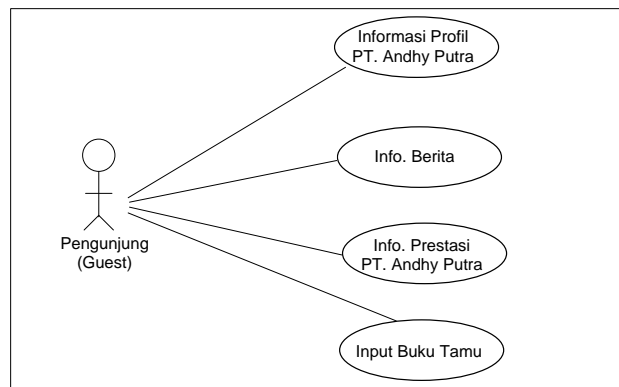 Informasi Profil
PT. Andhy Putra
Info. Berita
Pengunjung
(Guest)
Info. Prestasi
PT. Andhy Putra
Input Buku Tamu